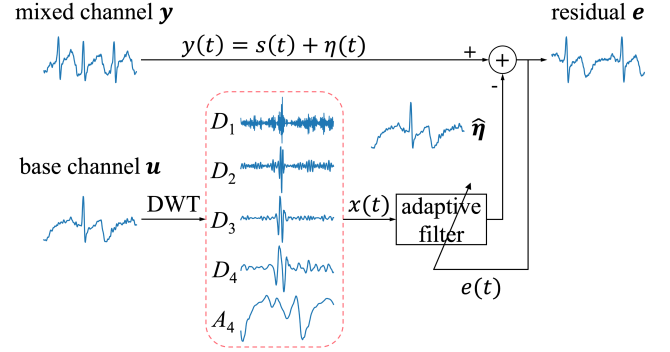 mixed channel y
residual e
y(t) = s(t) + η(t)
+
+
-
D₁
η̂
D₂
base channel u
DWT
D₃
x(t)
adaptive
filter
D₄
e(t)
A₄